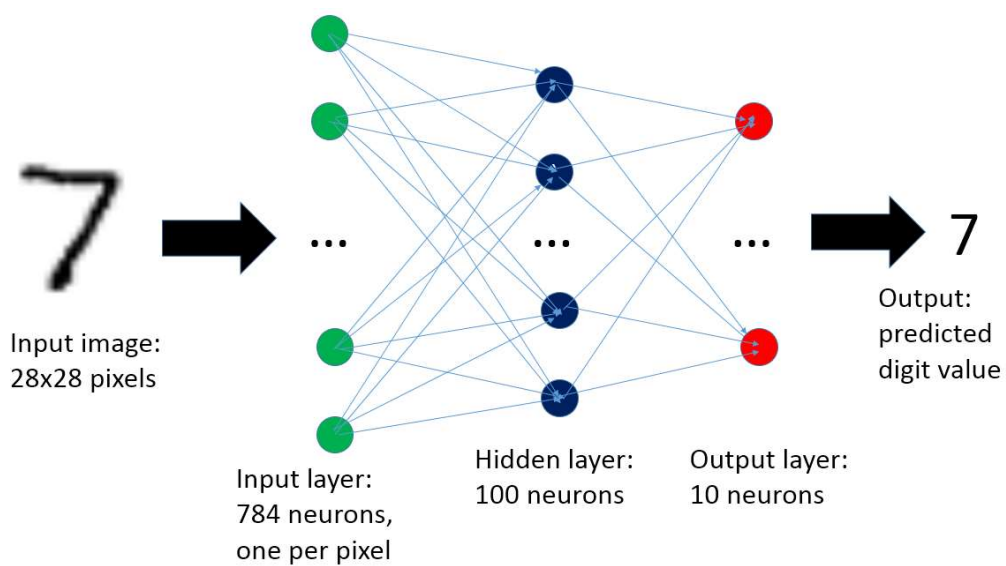 7
Input image:
28x28 pixels
...
Input layer:
784 neurons,
one per pixel
...
Hidden layer:
100 neurons
...
Output layer:
10 neurons
7
Output:
predicted
digit value